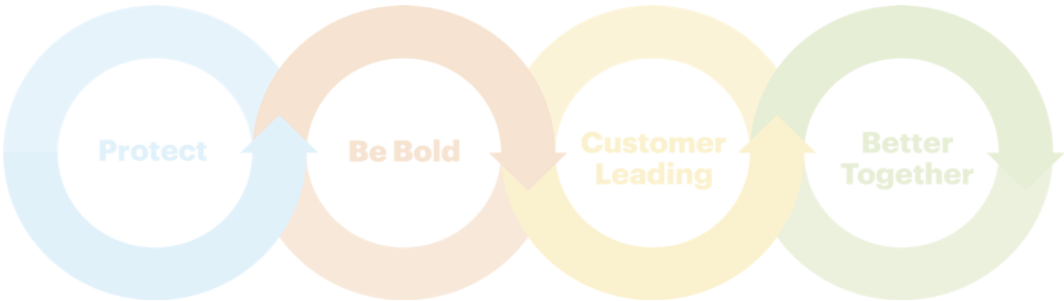 Protect
Be Bold
Customer
Leading
Better
Together